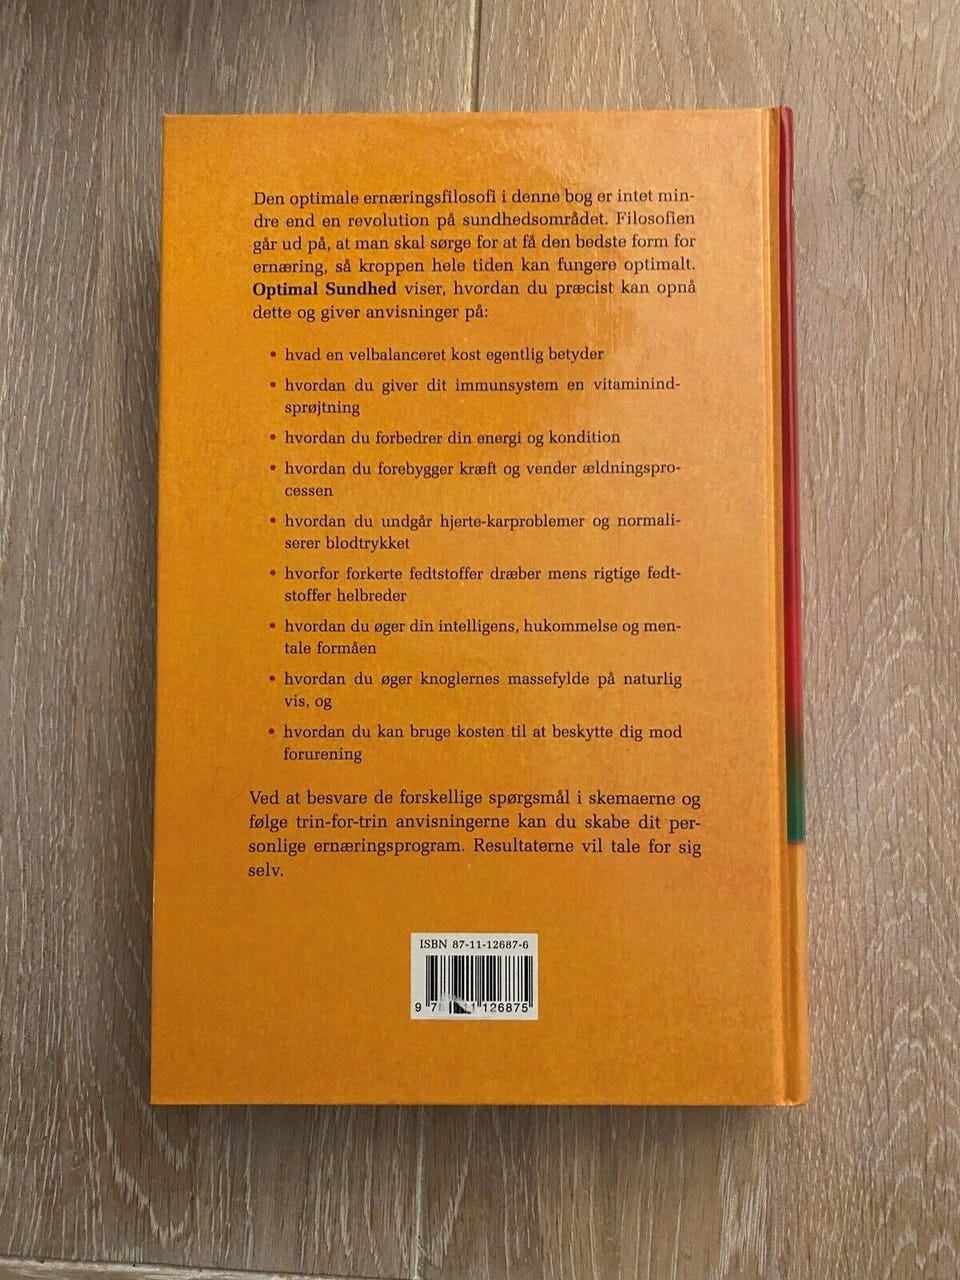 Den optimale ernæringsfilosofi i denne bog er intet min-
dre end en revolution på sundhedsområdet. Filosofien
går ud på, at man skal sørge for at få den bedste form for
ernæring, så kroppen hele tiden kan fungere optimalt.
Optimal Sundhed viser, hvordan du præcist kan opnå
dette og giver anvisninger på:
• hvad en velbalanceret kost egentlig betyder
• hvordan du giver dit immunsystem en vitaminind-
sprøjtning
• hvordan du forbedrer din energi og kondition
• hvordan du forebygger kræft og vender ældningspro-
cessen
• hvordan du undgår hjerte-karproblemer og normali-
serer blodtrykket
• hvorfor forkerte fedtstoffer dræber mens rigtige fedt-
stoffer helbreder
• hvordan du øger din intelligens, hukommelse og men-
tale formåen
• hvordan du øger knoglernes massefylde på naturlig
vis, og
• hvordan du kan bruge kosten til at beskytte dig mod
forurening
Ved at besvare de forskellige spørgsmål i skemaerne og
følge trin-for-trin anvisningerne kan du skabe dit per-
sonlige ernæringsprogram. Resultaterne vil tale for sig
selv.
ISBN 87-11-12687-6
9 126875